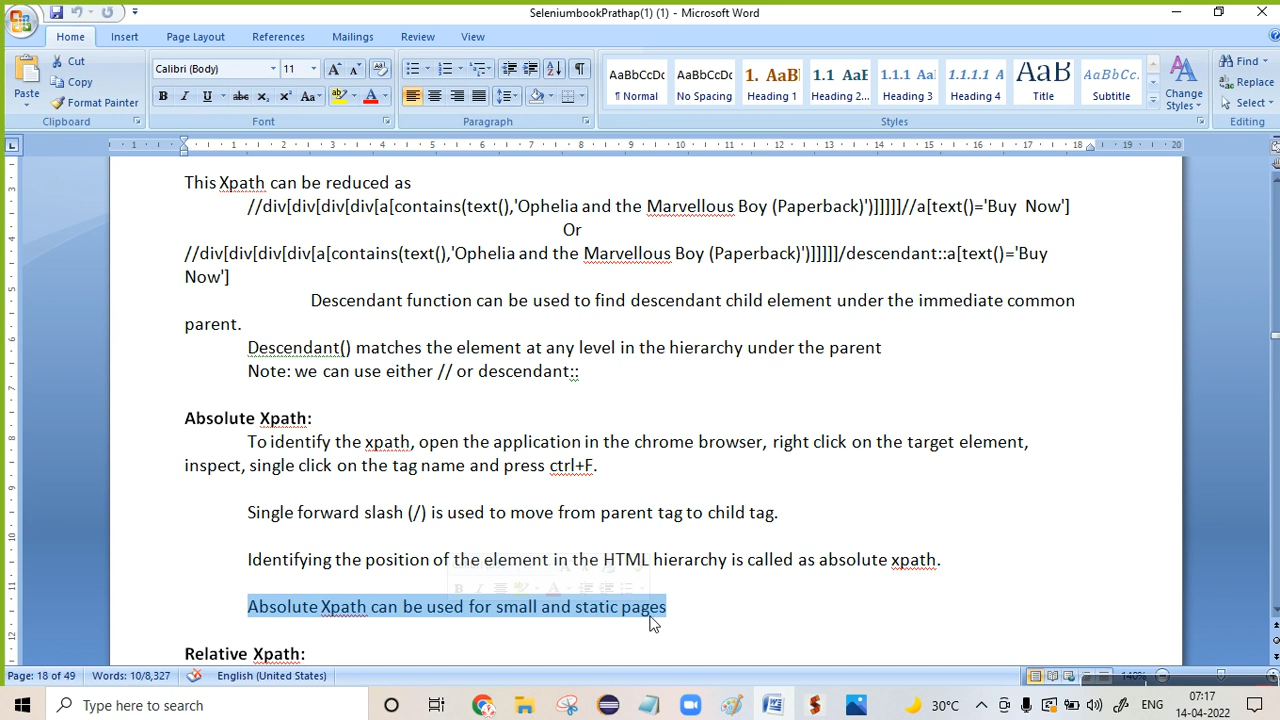 SeleniumbookPrathap(1) (1) - Microsoft Word
Home Insert Page Layout References Mailings Review View
Paste Cut Copy Format Painter Clipboard
Calibri (Body) 11 Font
Paragraph
AaBbCcDc AaBbCcDc 1. AaBl 1.1 AaE 1.1.1 AaE 1.1.1.1 A AaB AaBbCc.
¶ Normal No Spacing Heading 1 Heading 2... Heading 3 Heading 4 Title Subtitle Change Styles
Styles
Find Replace Select Editing
This Xpath can be reduced as
//div[div[div[div[a[contains(text(),'Ophelia and the Marvellous Boy (Paperback)')]]]]]//a[text()='Buy Now']
Or
//div[div[div[div[a[contains(text(),'Ophelia and the Marvellous Boy (Paperback)')]]]]]/descendant::a[text()='Buy
Now']
Descendant function can be used to find descendant child element under the immediate common
parent.
Descendant() matches the element at any level in the hierarchy under the parent
Note: we can use either // or descendant::
Absolute Xpath:
To identify the xpath, open the application in the chrome browser, right click on the target element,
inspect, single click on the tag name and press ctrl+F.
Single forward slash (/) is used to move from parent tag to child tag.
Identifying the position of the element in the HTML hierarchy is called as absolute xpath.
Absolute Xpath can be used for small and static pages
Relative Xpath:
Page: 18 of 49 Words: 10/8,327 English (United States) 140%
Type here to search 30°C ENG 07:17
14-04-2022